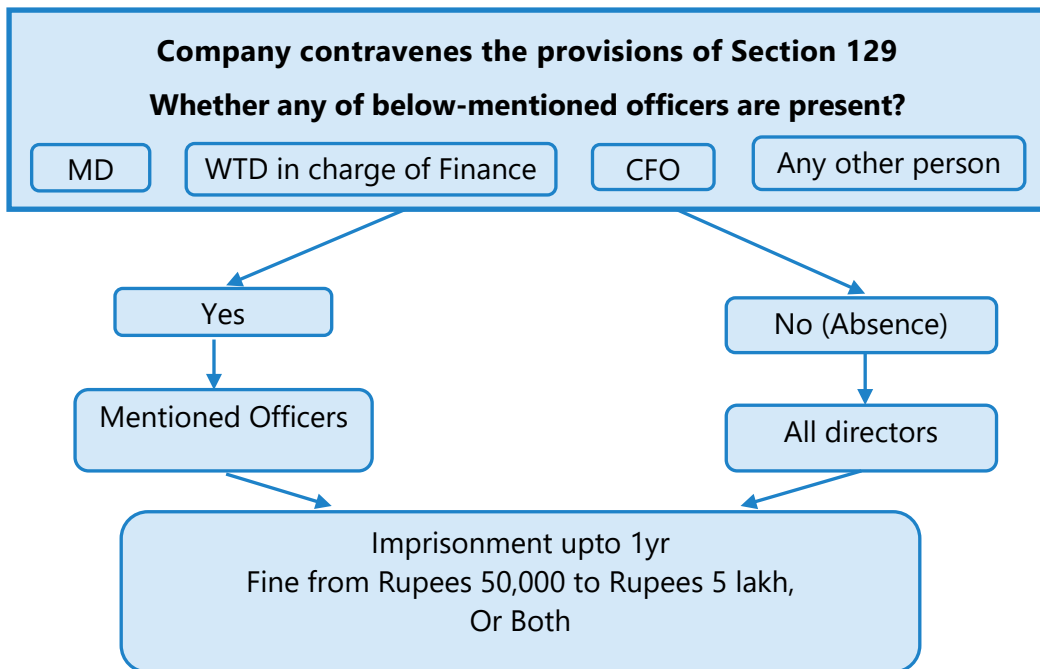 Company contravenes the provisions of Section 129
Whether any of below-mentioned officers are present?
MD
WTD in charge of Finance
CFO
Any other person
Yes
No (Absence)
Mentioned Officers
All directors
Imprisonment upto 1yr
Fine from Rupees 50,000 to Rupees 5 lakh,
Or Both